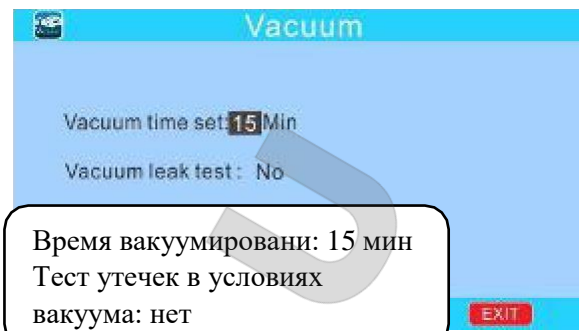 Vacuum
Vacuum time set: 15 Min
Vacuum leak test: No
Время вакуумировани: 15 мин
Тест утечек в условиях
вакуума: нет
EXIT